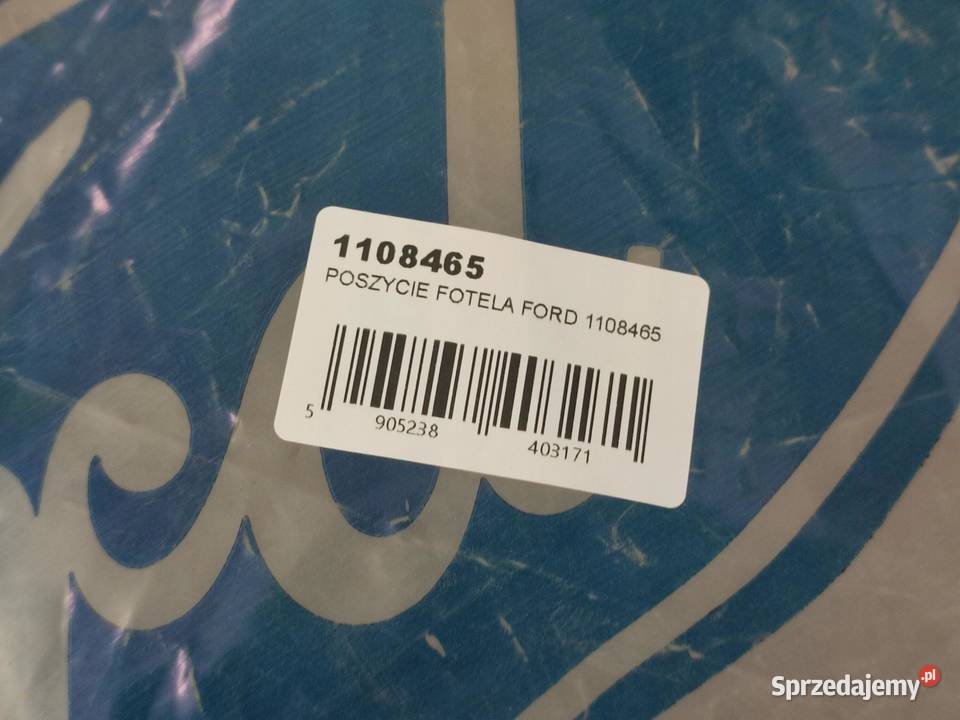 1108465
POSZYCIE FOTELA FORD 1108465
5 905238 403171
Sprzedajemy.pl